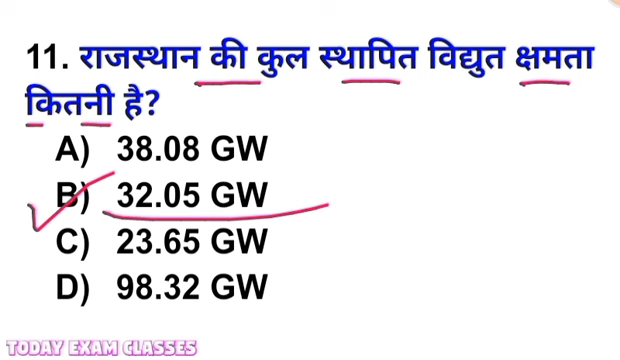 11. राजस्थान की कुल स्थापित विद्युत क्षमता
कितनी है?
A) 38.08 GW
B) 32.05 GW
C) 23.65 GW
D) 98.32 GW
TODAY EXAM CLASSES